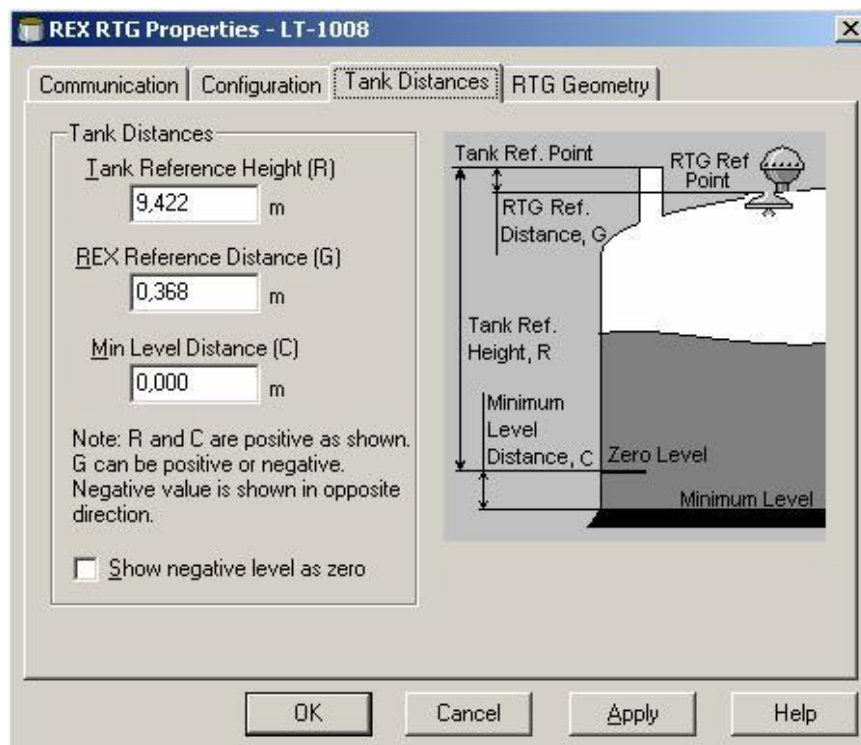 REX RTG Properties - LT-1008
Communication
Configuration
Tank Distances
RTG Geometry
Tank Distances
Tank Reference Height (R)
9,422
m
REX Reference Distance (G)
0,368
m
Min Level Distance (C)
0,000
m
Note: R and C are positive as shown.
G can be positive or negative.
Negative value is shown in opposite
direction.
Show negative level as zero
Tank Ref. Point
RTG Ref
Point
RTG Ref.
Distance, G
Tank Ref.
Height, R
Minimum
Level
Distance, C
Zero Level
Minimum Level
OK
Cancel
Apply
Help